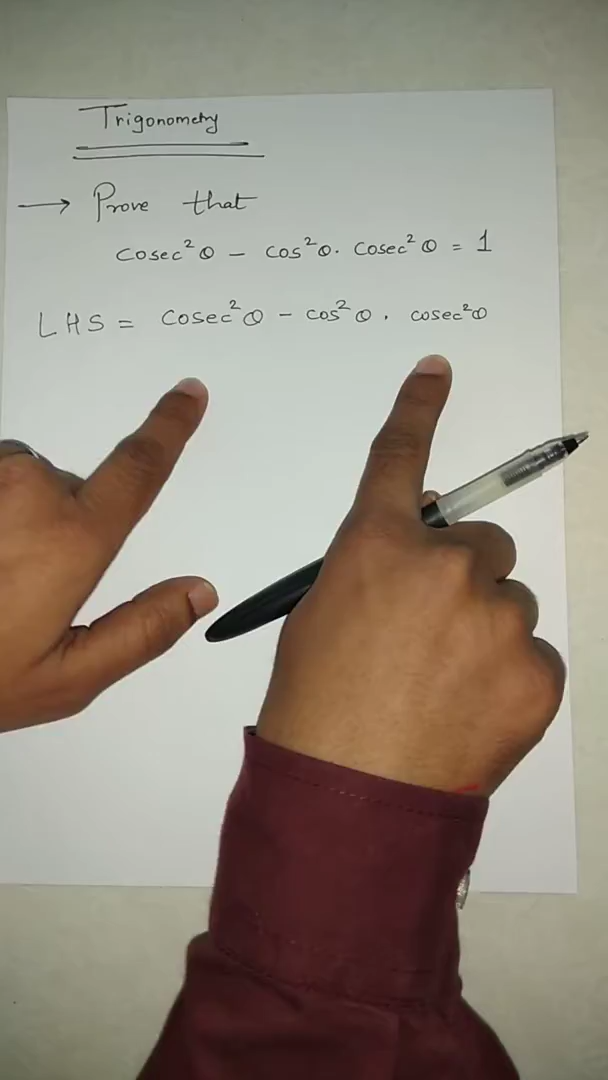 Trigonometry
→ Prove that
cosec²θ - cos²θ. cosec²θ = 1
LHS = cosec²θ - cos²θ . cosec²θ